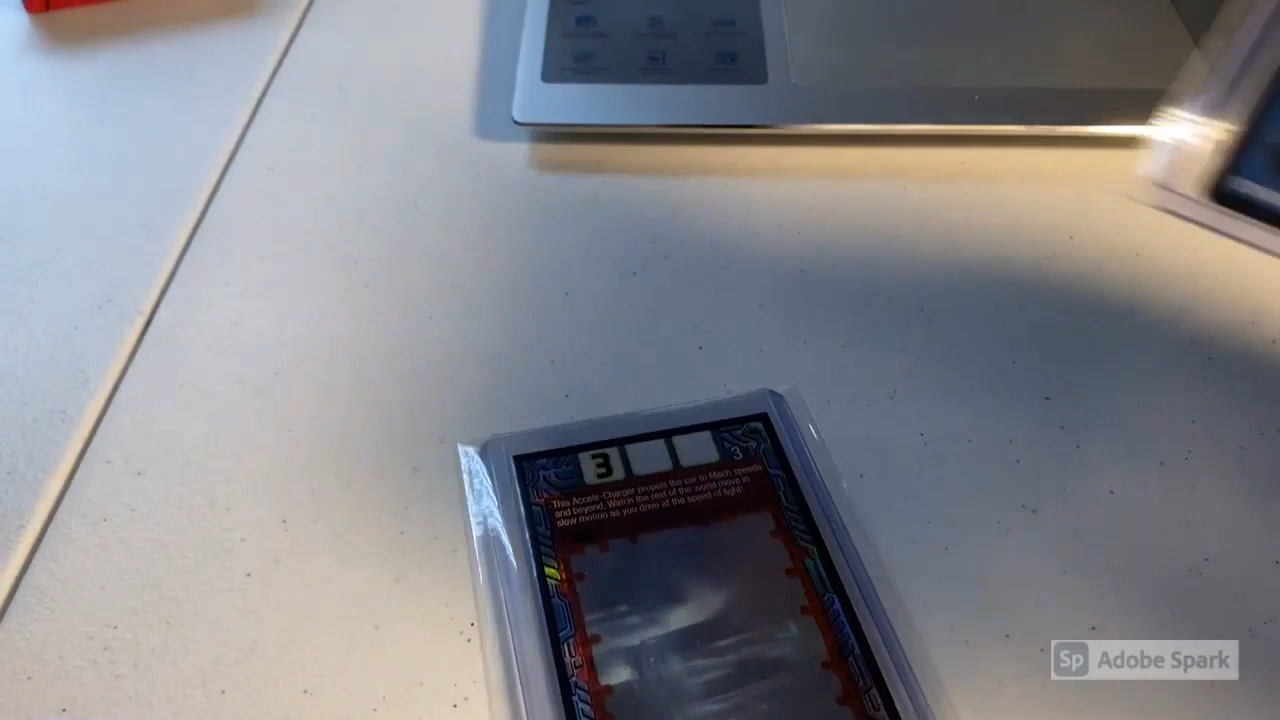 3
3
This Accele-Charger propels the car to Mach speeds
and beyond. Watch the rest of the world move in
slow motion as you drive at the speed of light!
Sp Adobe Spark